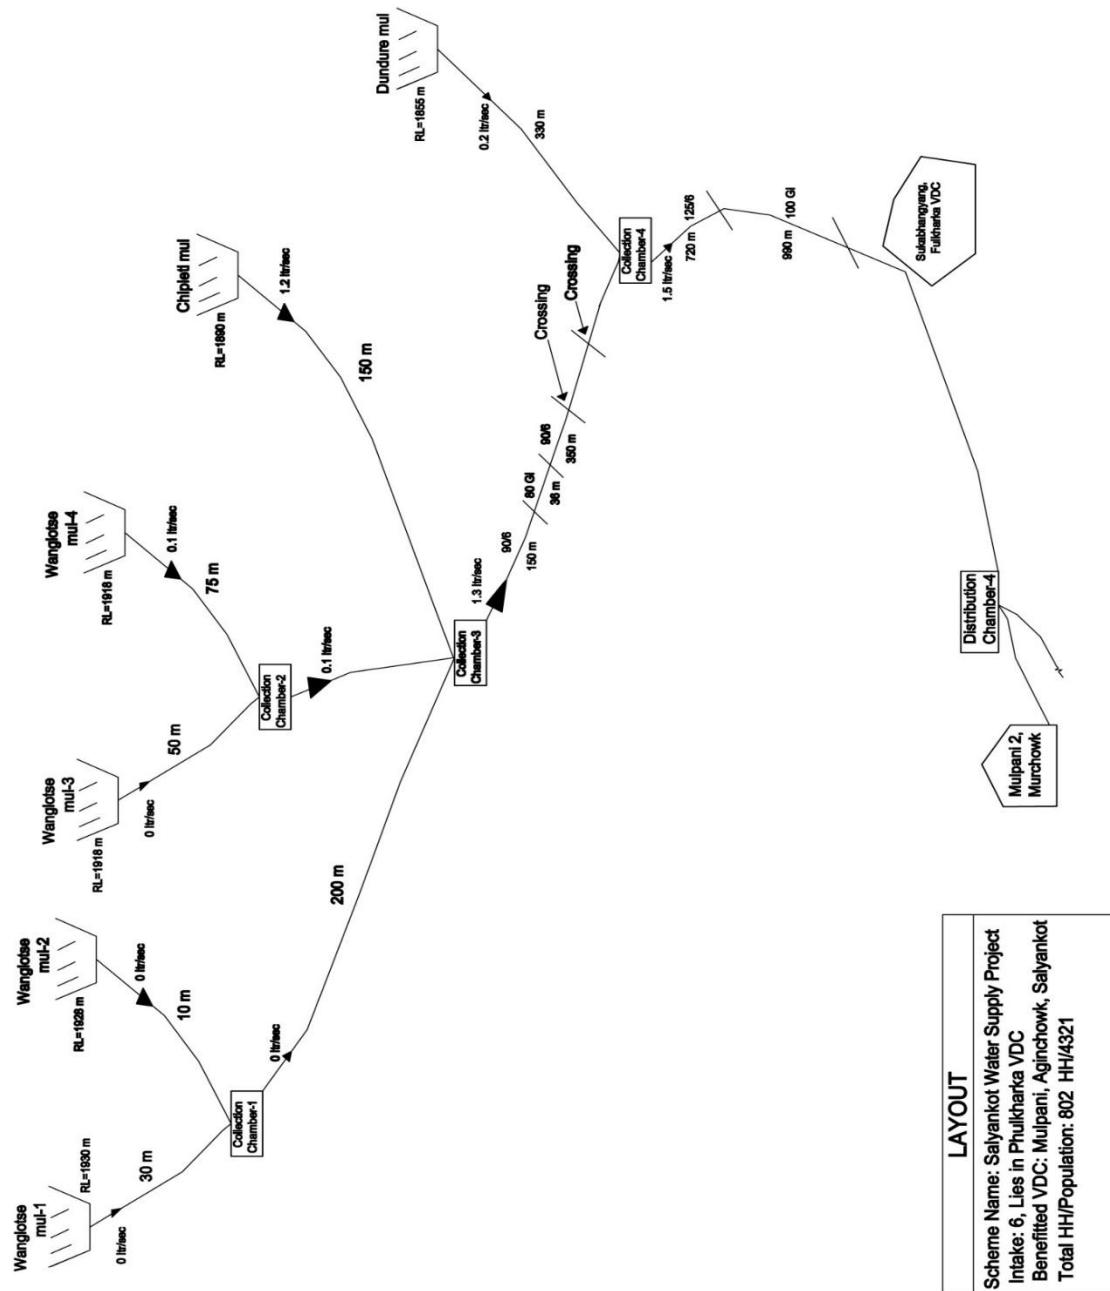 Dundure mul
RL=1855 m
0.2 ltr/sec
330 m
Chipleti mul
RL=1890 m
1.2 ltr/sec
150 m
Wanglotse
mul-4
RL=1918 m
0.1 ltr/sec
75 m
Wanglotse
mul-3
RL=1918 m
0 ltr/sec
50 m
Collection
Chamber-2
0.1 ltr/sec
Wanglotse
mul-2
RL=1928 m
0 ltr/sec
10 m
Wanglotse
mul-1
RL=1930 m
0 ltr/sec
30 m
Collection
Chamber-1
0 ltr/sec
200 m
Collection
Chamber-3
1.3 ltr/sec
90/6
150 m
80 GI
36 m
90/6
350 m
Crossing
Crossing
Collection
Chamber-4
1.5 ltr/sec
125/6
720 m
100 GI
990 m
Sukabhangyang,
Fulkharka VDC
Distribution
Chamber-4
Mulpani 2,
Murchowk
LAYOUT
Scheme Name: Salyankot Water Supply Project
Intake: 6, Lies in Phulkharka VDC
Benefitted VDC: Mulpani, Aginchowk, Salyankot
Total HH/Population: 802 HH/4321